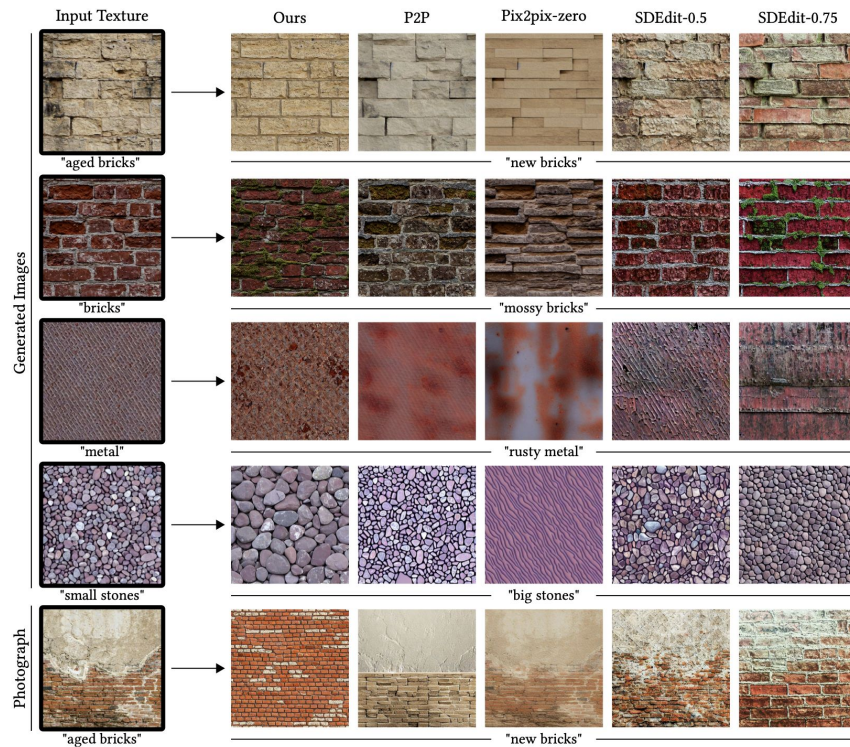 Input Texture
Ours
P2P
Pix2pix-zero
SDEdit-0.5
SDEdit-0.75
Generated Images
"aged bricks"
"new bricks"
"bricks"
"mossy bricks"
"metal"
"rusty metal"
"small stones"
"big stones"
Photograph
"aged bricks"
"new bricks"